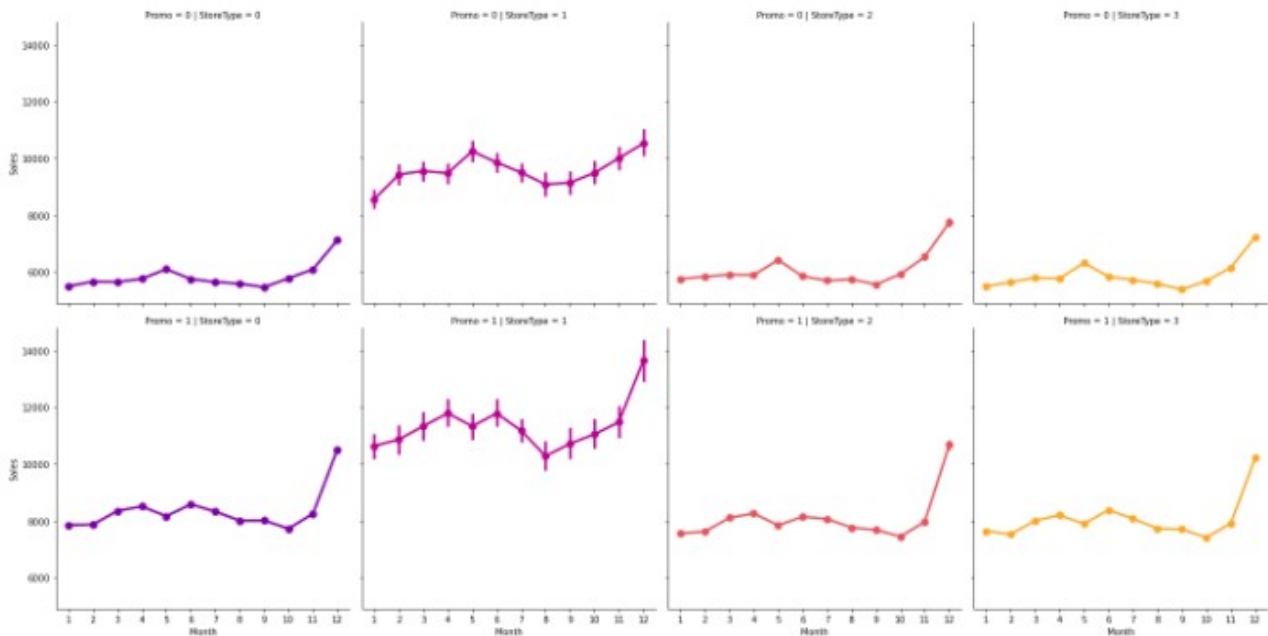 Promo = 0 | StoreType = 0
Promo = 0 | StoreType = 1
Promo = 0 | StoreType = 2
Promo = 0 | StoreType = 3
14000
12000
10000
8000
6000
Sales
Promo = 1 | StoreType = 0
Promo = 1 | StoreType = 1
Promo = 1 | StoreType = 2
Promo = 1 | StoreType = 3
14000
12000
10000
8000
6000
Sales
1 2 3 4 5 6 7 8 9 10 11 12
Month
1 2 3 4 5 6 7 8 9 10 11 12
Month
1 2 3 4 5 6 7 8 9 10 11 12
Month
1 2 3 4 5 6 7 8 9 10 11 12
Month